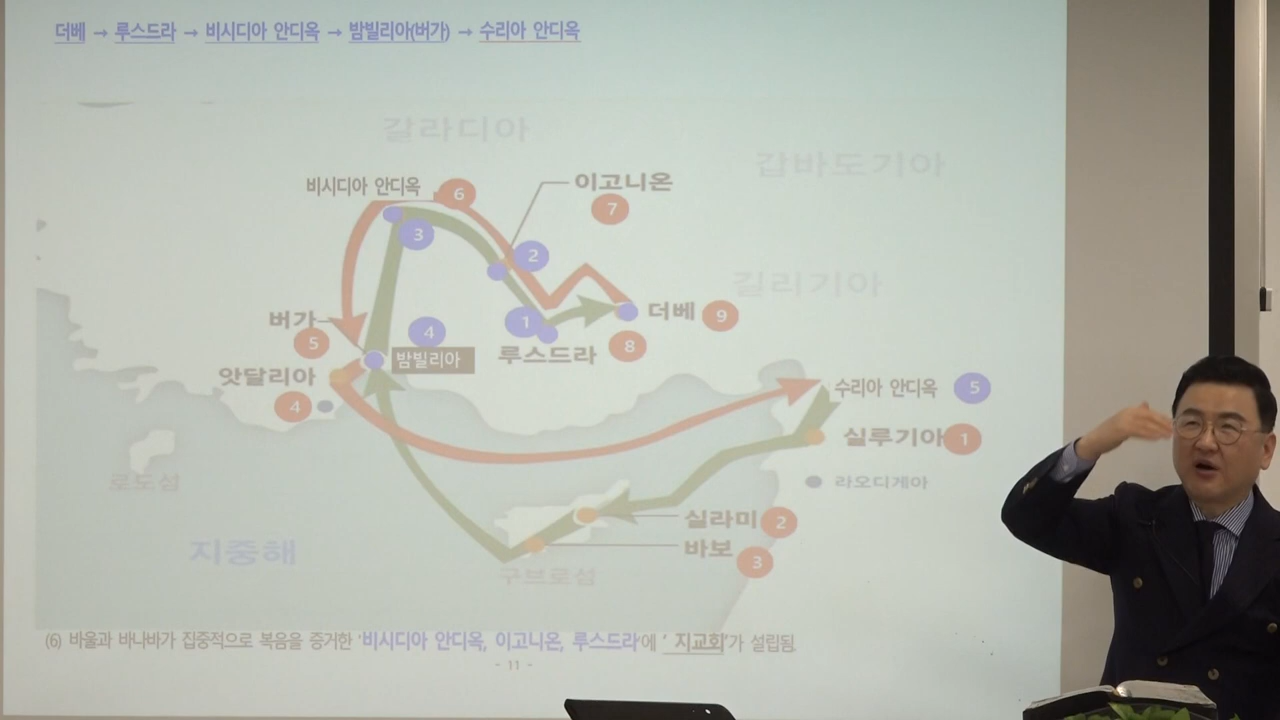 더베 → 루스드라 → 비시디아 안디옥 → 밤빌리아(버가) → 수리아 안디옥
갈라디아
갑바도기아
비시디아 안디옥
6
이고니온
7
3
2
길리기아
버가
5
4
밤빌리아
1
루스드라
8
더베
9
앗달리아
4
수리아 안디옥
5
실루기아
1
로도섬
라오디게아
실라미
2
바보
3
지중해
구브로섬
(6) 바울과 바나바가 집중적으로 복음을 증거한 '비시디아 안디옥, 이고니온, 루스드라'에 ' 지교회'가 설립됨
- 11 -